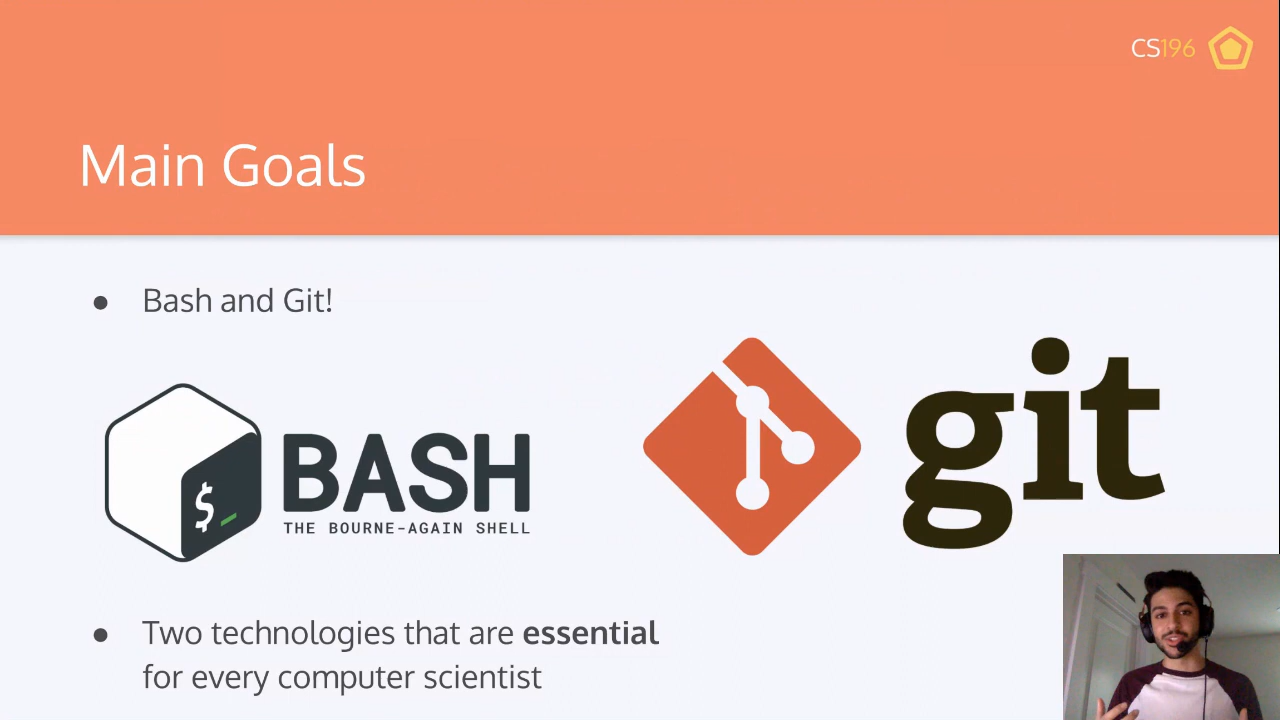 CS196
Main Goals
● Bash and Git!
$
BASH
THE BOURNE-AGAIN SHELL
git
● Two technologies that are essential
for every computer scientist